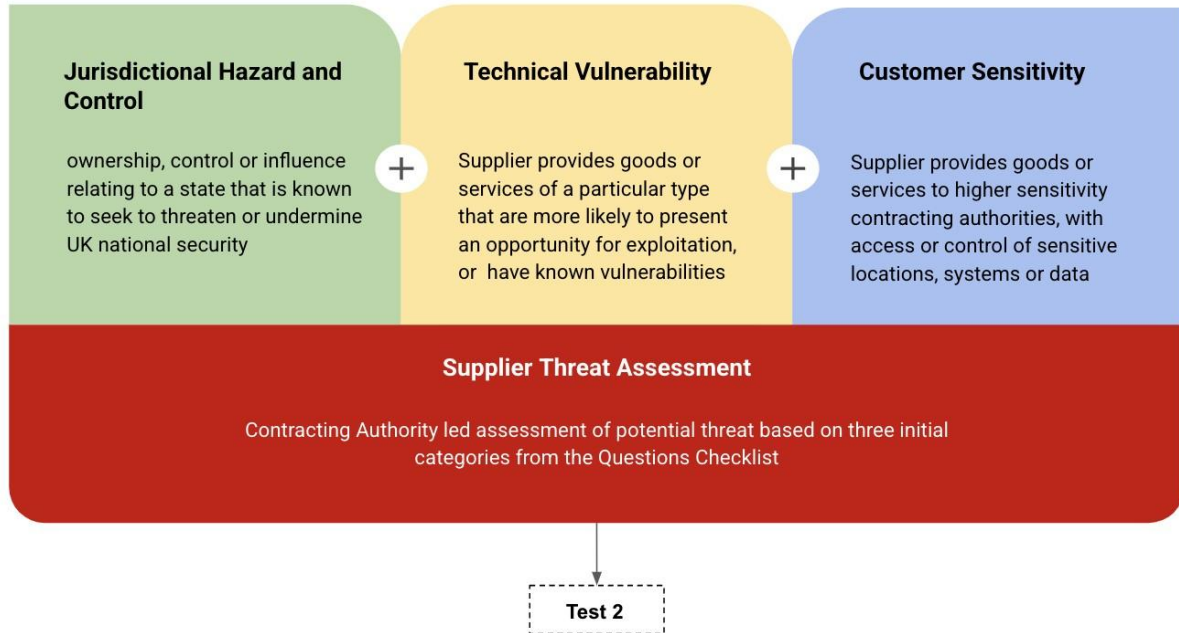 Jurisdictional Hazard and
Control
ownership, control or influence
relating to a state that is known
to seek to threaten or undermine
UK national security
+
Technical Vulnerability
Supplier provides goods or
services of a particular type
that are more likely to present
an opportunity for exploitation,
or have known vulnerabilities
+
Customer Sensitivity
Supplier provides goods or
services to higher sensitivity
contracting authorities, with
access or control of sensitive
locations, systems or data
Supplier Threat Assessment
Contracting Authority led assessment of potential threat based on three initial
categories from the Questions Checklist
Test 2